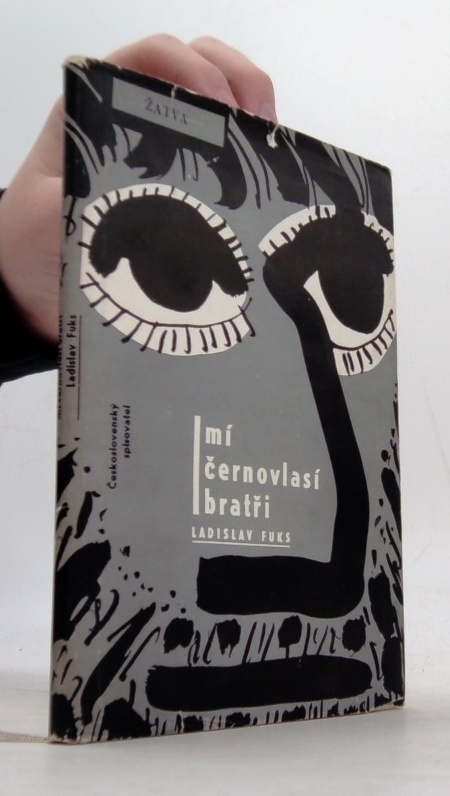 ŽATVA
Ladislav Fuks
Československý
spisovatel
mí
černovlasí
bratři
LADISLAV FUKS